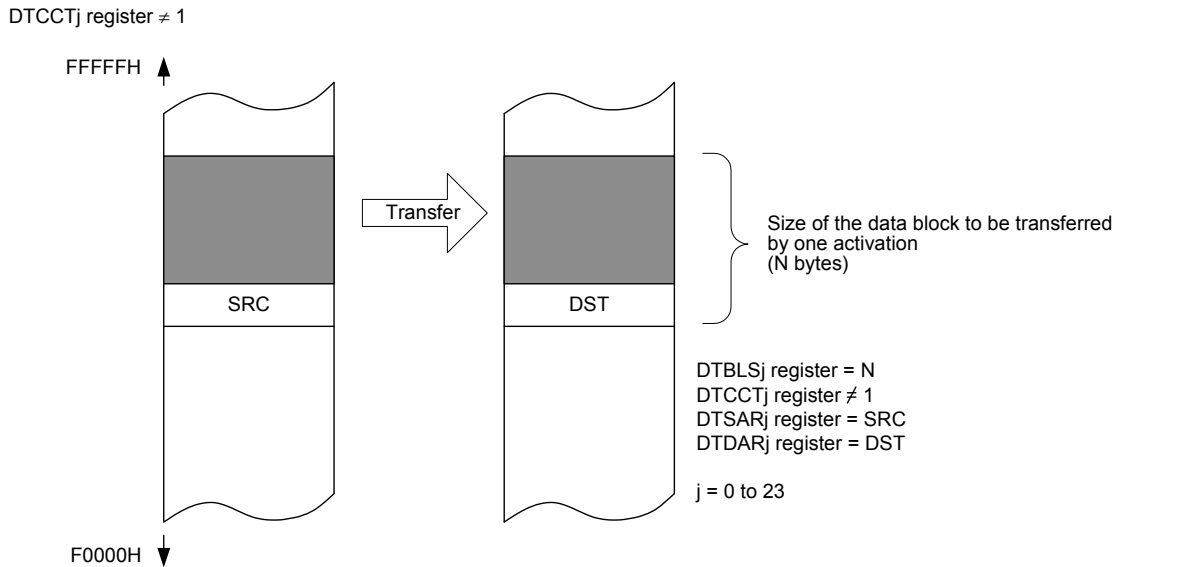 DTCCTj register ≠ 1
FFFFFH
Transfer
Size of the data block to be transferred
by one activation
(N bytes)
SRC
DST
DTBLSj register = N
DTCCTj register ≠ 1
DTSARj register = SRC
DTDARj register = DST
j = 0 to 23
F0000H